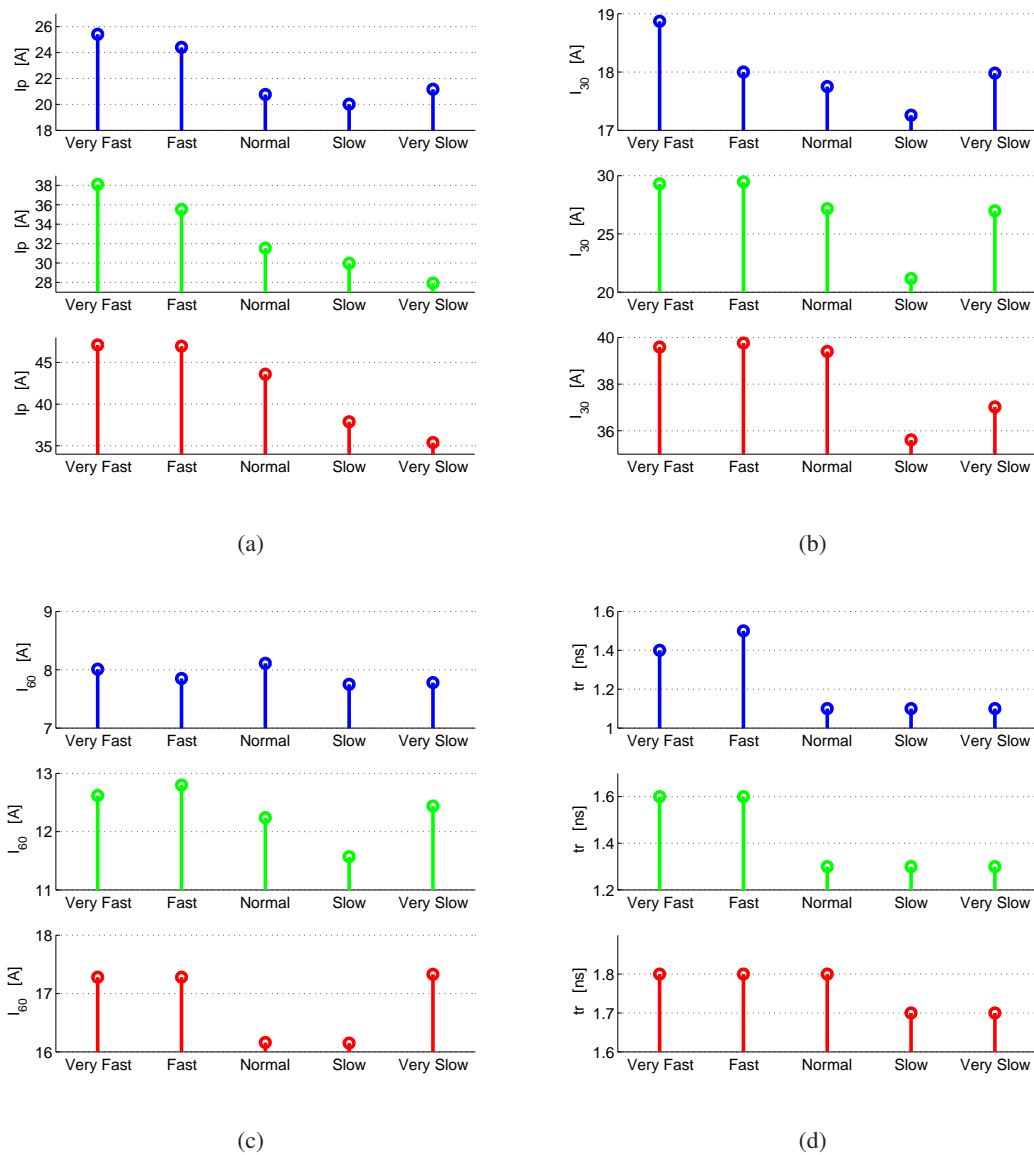 26
24
22
20
18
Ip [A]
Very Fast Fast Normal Slow Very Slow
38
36
34
32
30
28
Ip [A]
Very Fast Fast Normal Slow Very Slow
45
40
35
Ip [A]
Very Fast Fast Normal Slow Very Slow
(a)
19
18
17
I30 [A]
Very Fast Fast Normal Slow Very Slow
30
25
20
I30 [A]
Very Fast Fast Normal Slow Very Slow
40
38
36
I30 [A]
Very Fast Fast Normal Slow Very Slow
(b)
9
8
7
I60 [A]
Very Fast Fast Normal Slow Very Slow
13
12
11
I60 [A]
Very Fast Fast Normal Slow Very Slow
18
17
16
I60 [A]
Very Fast Fast Normal Slow Very Slow
(c)
1.6
1.4
1.2
1
tr [ns]
Very Fast Fast Normal Slow Very Slow
1.6
1.4
1.2
tr [ns]
Very Fast Fast Normal Slow Very Slow
1.8
1.7
1.6
tr [ns]
Very Fast Fast Normal Slow Very Slow
(d)